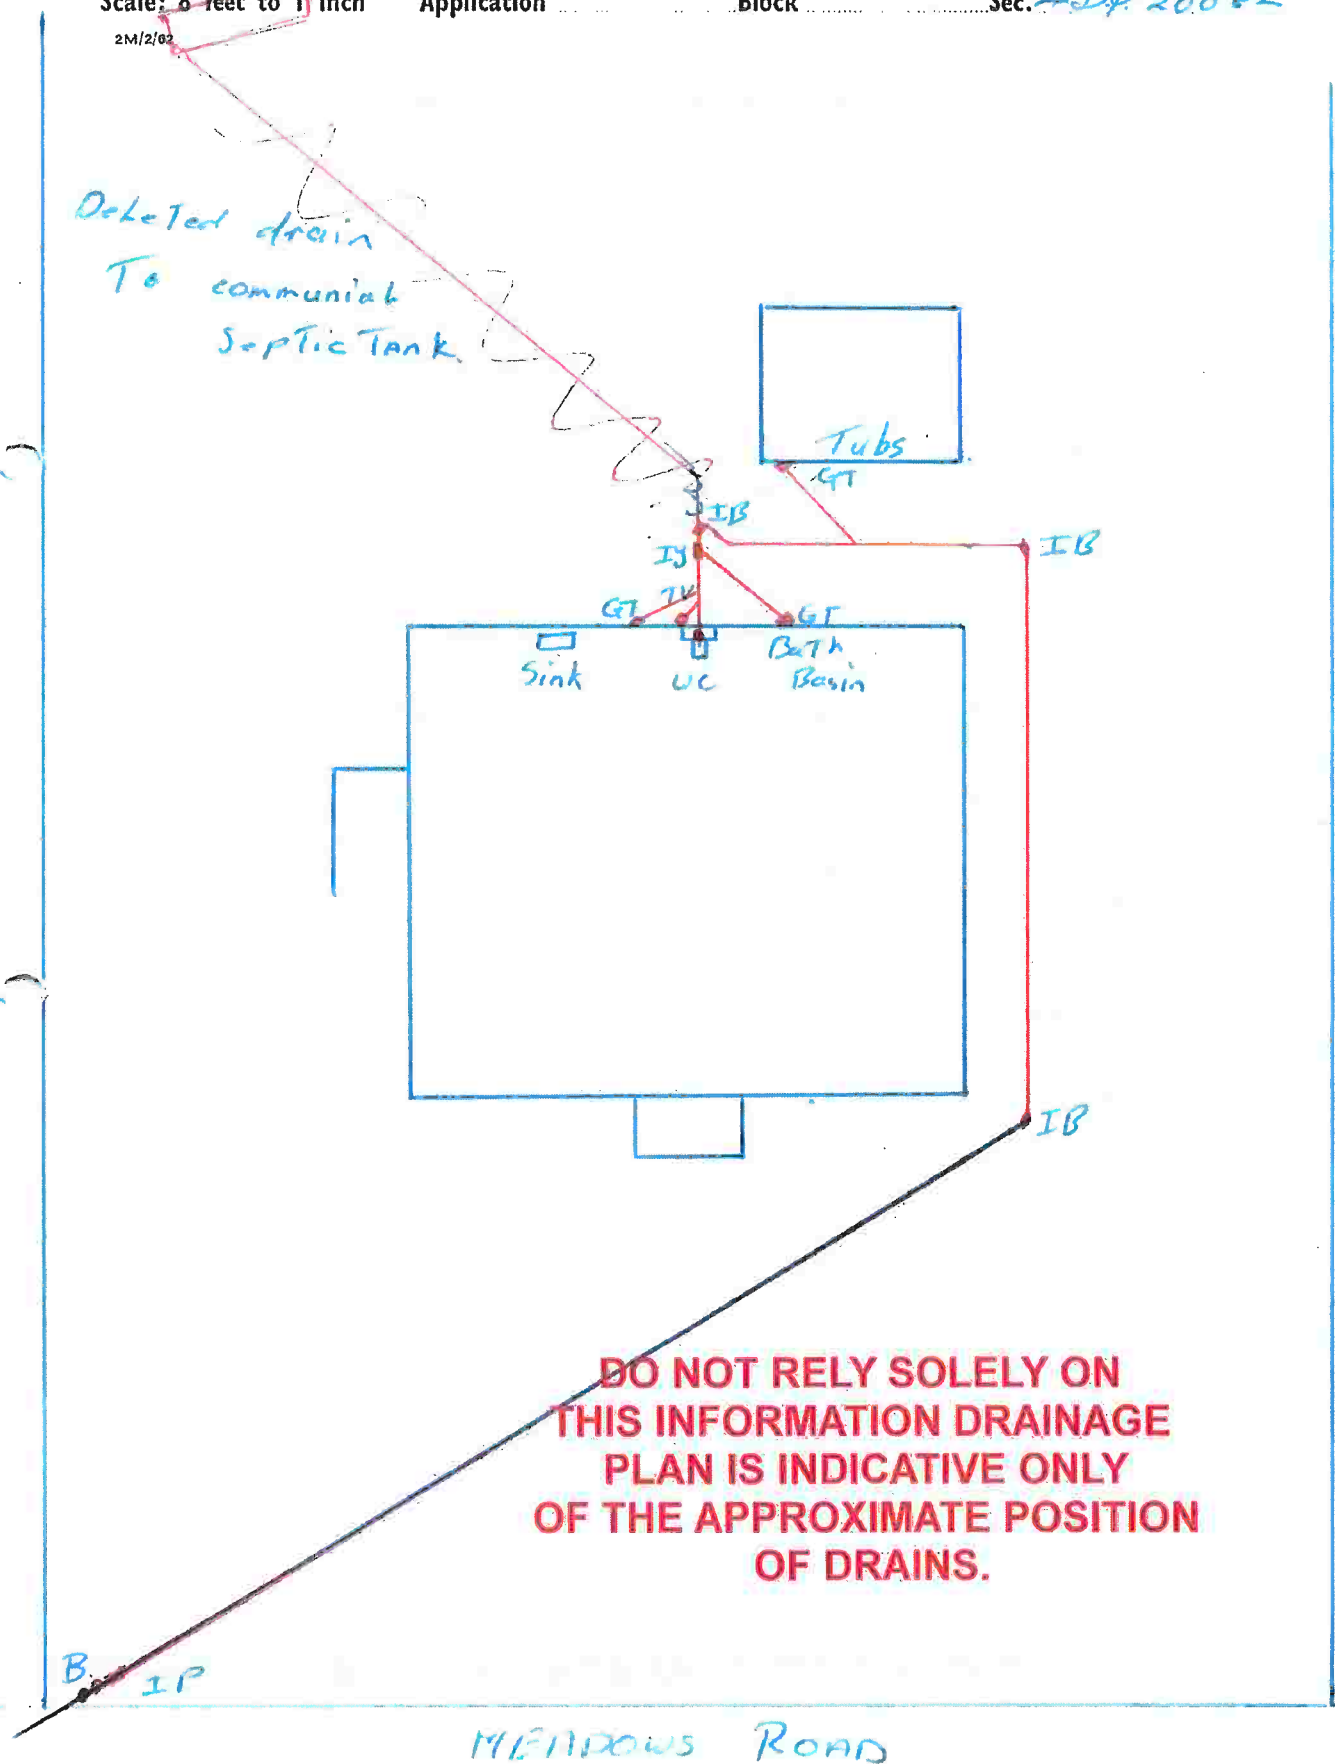 Scale: 8 feet to 1 inch Application Block Sec.
2M/2/62
Deleted drain
To communial
Septic Tank.
Tubs
GT
IB
IB
IJ
GT
TV
GT
Sink
WC
Bath
Basin
IB
DO NOT RELY SOLELY ON
THIS INFORMATION DRAINAGE
PLAN IS INDICATIVE ONLY
OF THE APPROXIMATE POSITION
OF DRAINS.
B
IP
MEADOWS ROAD